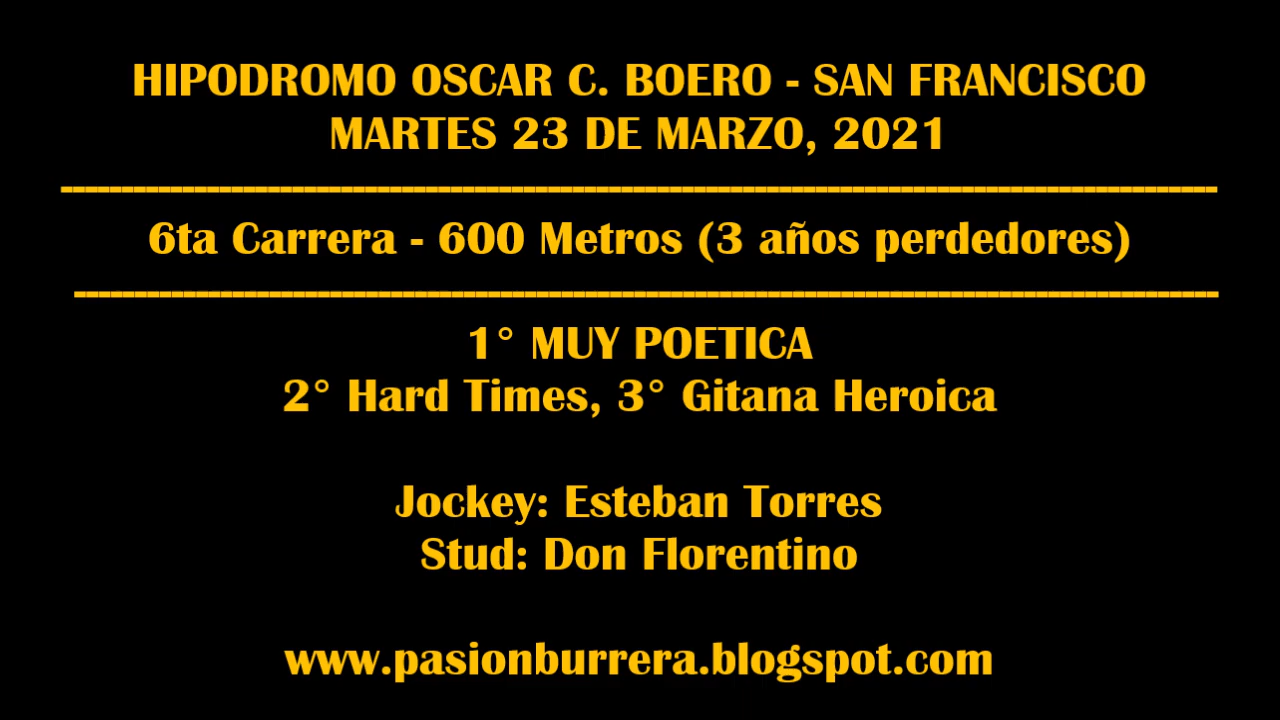 HIPODROMO OSCAR C. BOERO - SAN FRANCISCO
MARTES 23 DE MARZO, 2021
6ta Carrera - 600 Metros (3 años perdedores)
1° MUY POETICA
2° Hard Times, 3° Gitana Heroica
Jockey: Esteban Torres
Stud: Don Florentino
www.pasionburrera.blogspot.com